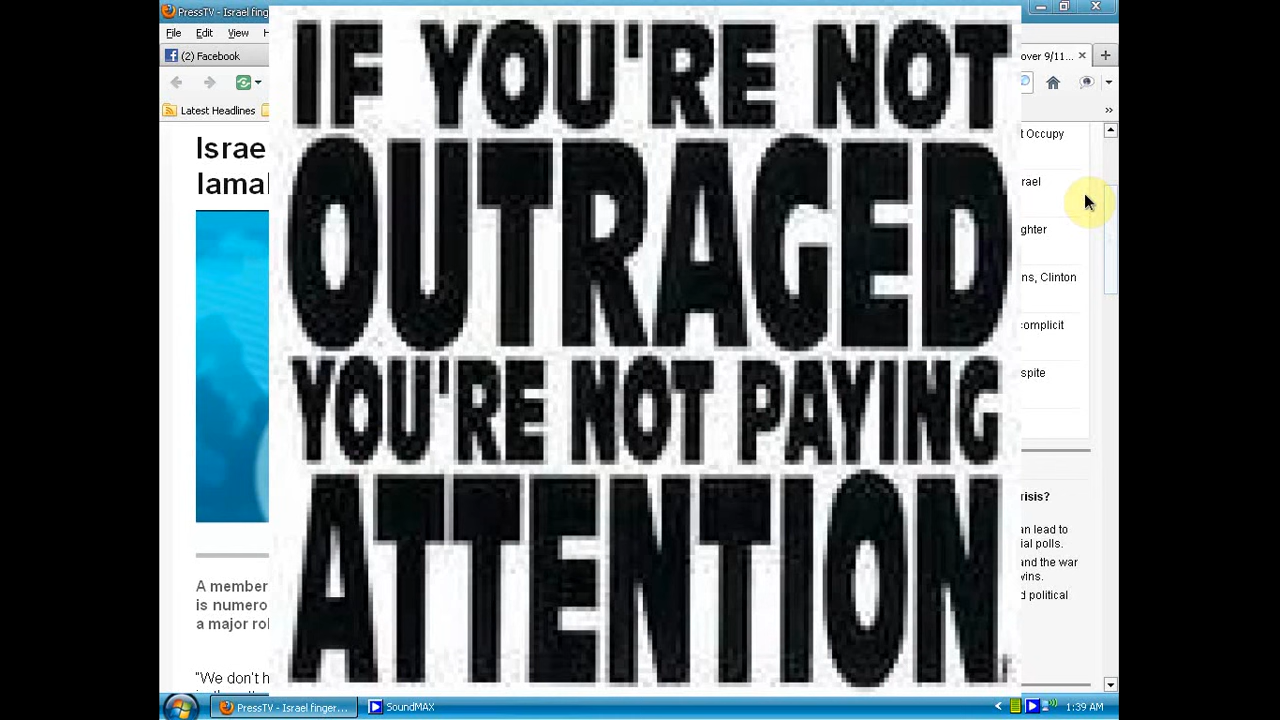 PressTV - Israel fing
File Edit View H
(2) Facebook
over 9/11...
Latest Headlines
»
IF YOU'RE NOT
OUTRAGED
YOU'RE NOT PAYING
ATTENTION.
Israe
lamal
t Occupy
rael
ghter
ns, Clinton
complicit
spite
risis?
an lead to
ial polls.
and the war
wins.
d political
A member
is numero
a major rol
"We don't h
PressTV - Israel finger,...
SoundMAX
1:39 AM